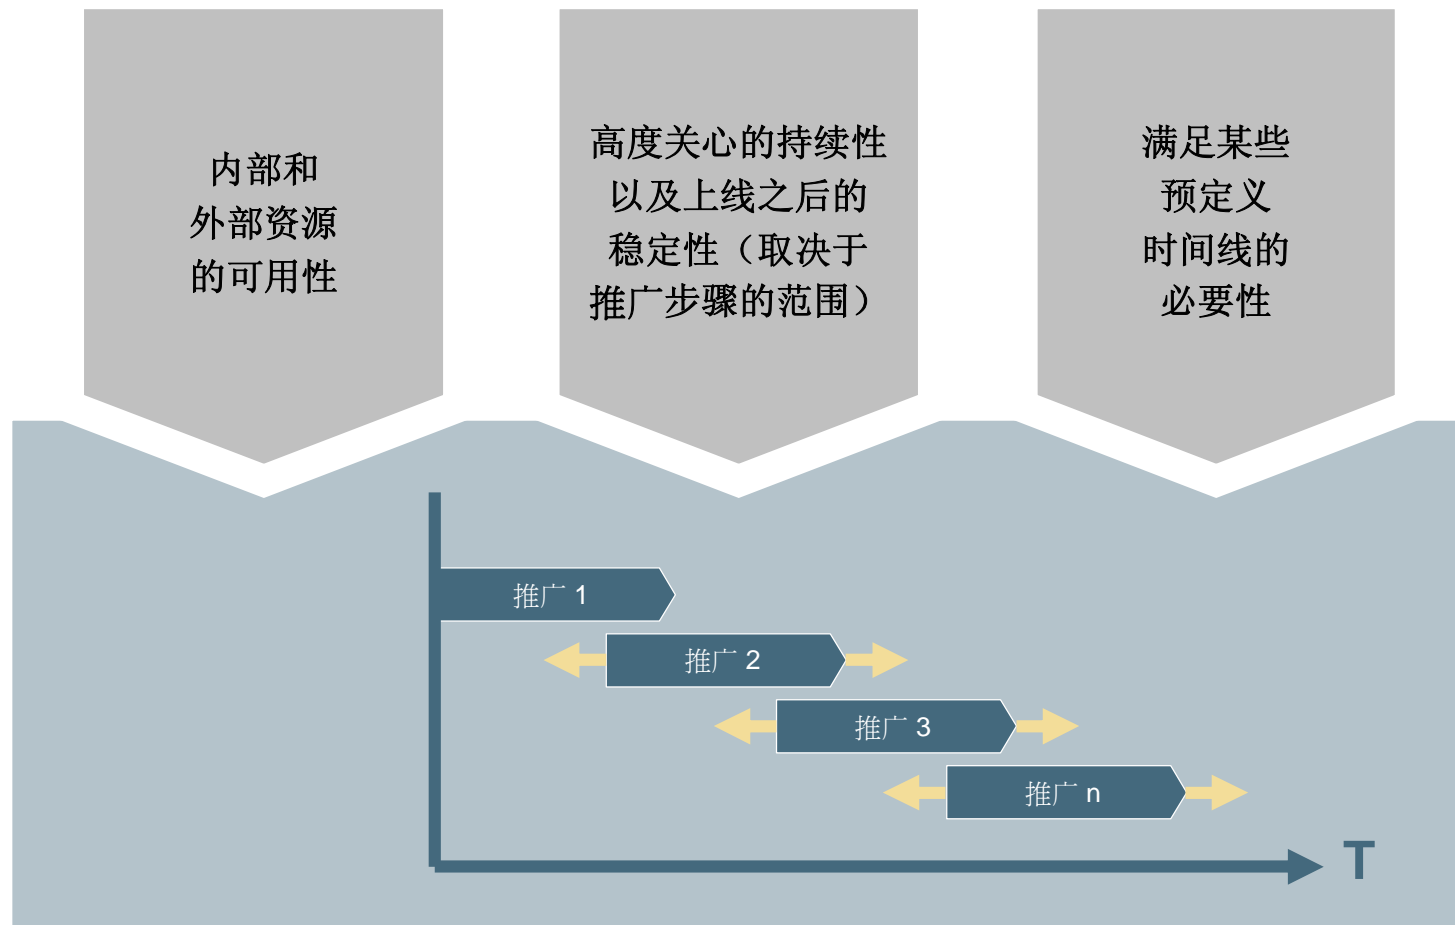 内部和
外部资源
的可用性
高度关心的持续性
以及上线之后的
稳定性（取决于
推广步骤的范围）
满足某些
预定义
时间线的
必要性
推广 1
推广 2
推广 3
推广 n
T